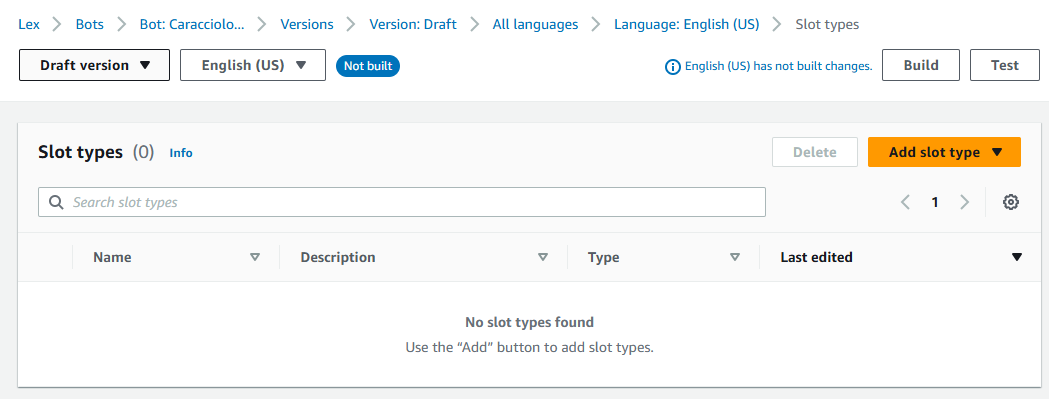 Lex Bots Bot: Caracciolo... Versions Version: Draft All languages Language: English (US) Slot types
Draft version English (US) Not built English (US) has not built changes. Build Test
Slot types (0) Info Delete Add slot type
Search slot types 1
Name Description Type Last edited
No slot types found
Use the “Add” button to add slot types.